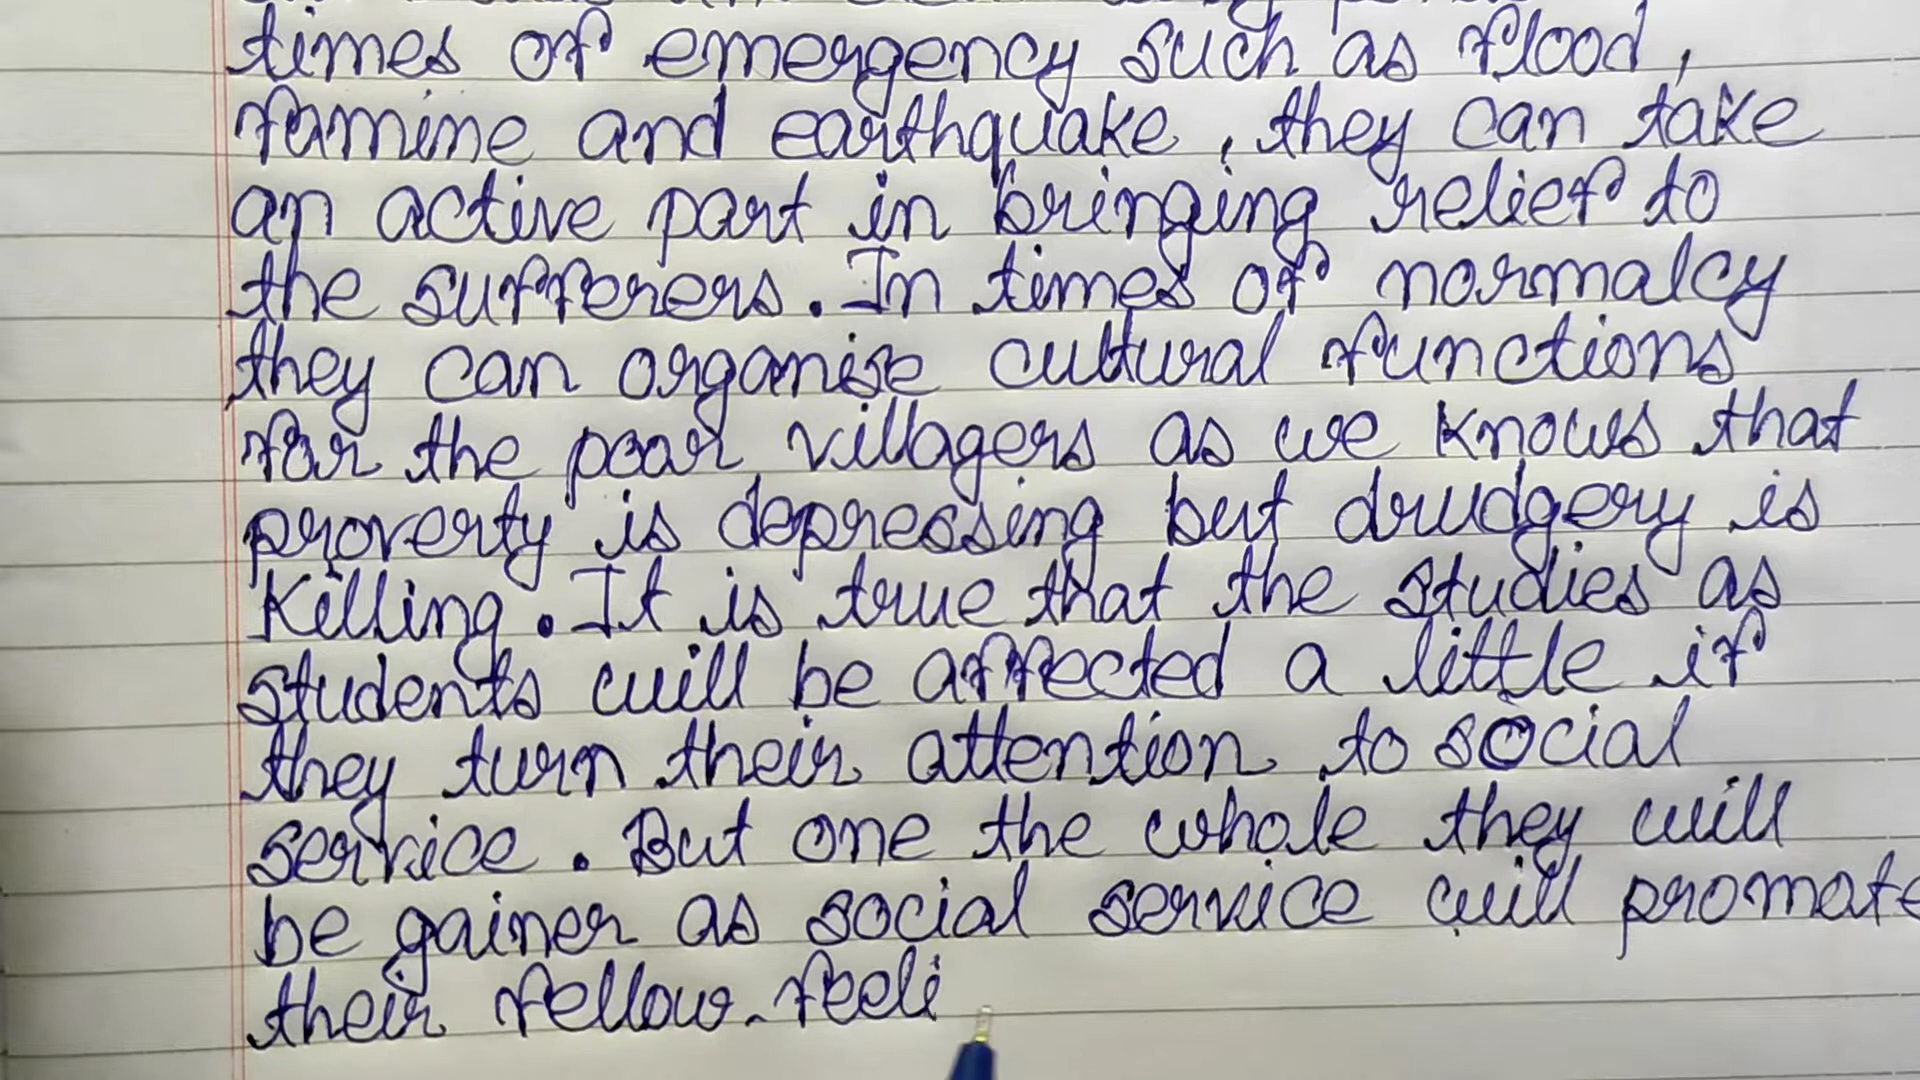 times of emergency such as flood,
famine and earthquake, they can take
an active part in bringing relief to
the sufferers. In times of normalcy
they can organise cultural functions
for the poor villagers as we knows that
proverty is depressing but drudgery is
killing. It is true that the studies as
students will be affected a little if
they turn their attention to social
service. But one the whole they will
be gainer as social service will promote
their fellow-feeli